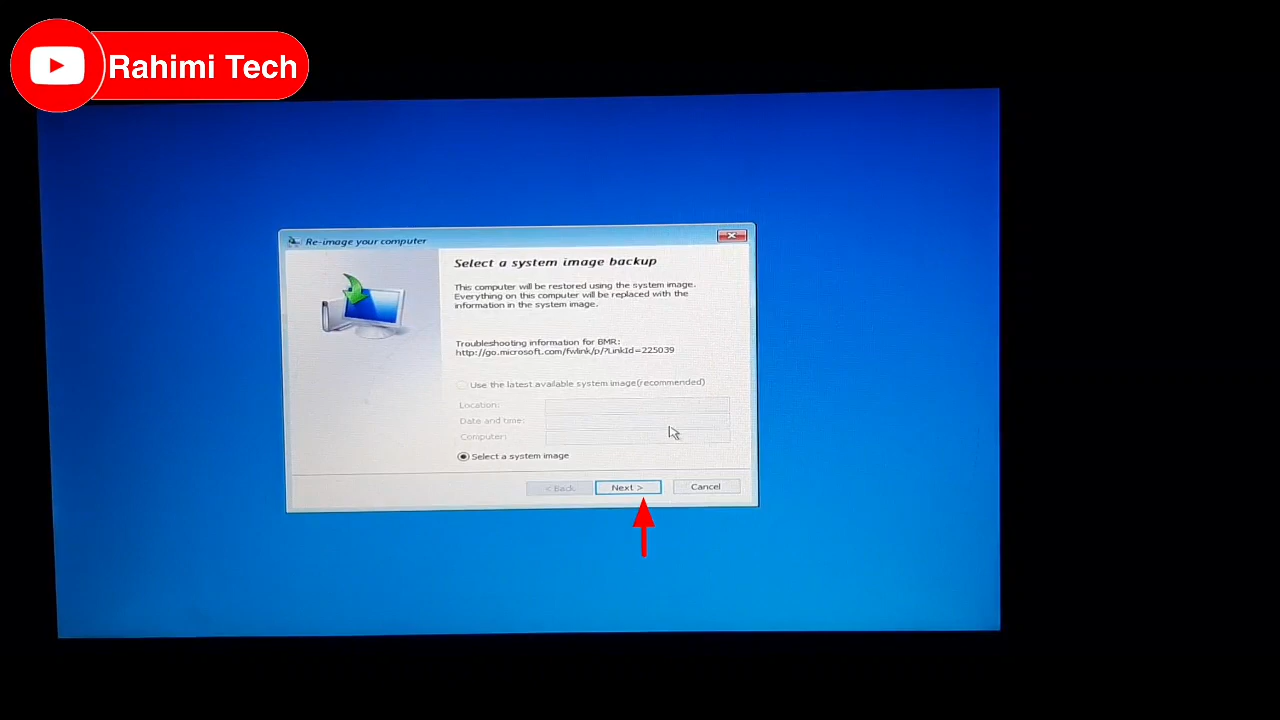 Rahimi Tech
Re-image your computer
Select a system image backup
This computer will be restored using the system image.
Everything on this computer will be replaced with the
information in the system image.
Troubleshooting information for BMR:
http://go.microsoft.com/fwlink/p/?LinkId=225039
Use the latest available system image(recommended)
Location:
Date and time:
Computer:
Select a system image
< Back
Next >
Cancel